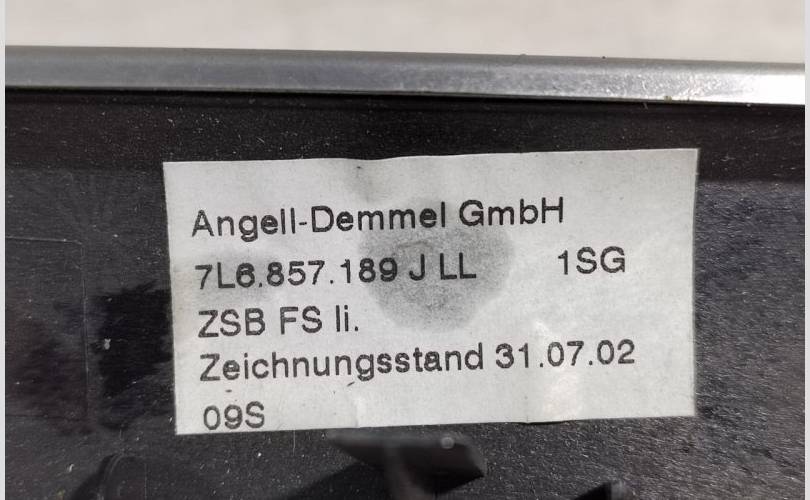 Angell-Demmel GmbH
7L6.857.189 J LL 1SG
ZSB FS li.
Zeichnungsstand 31.07.02
09S